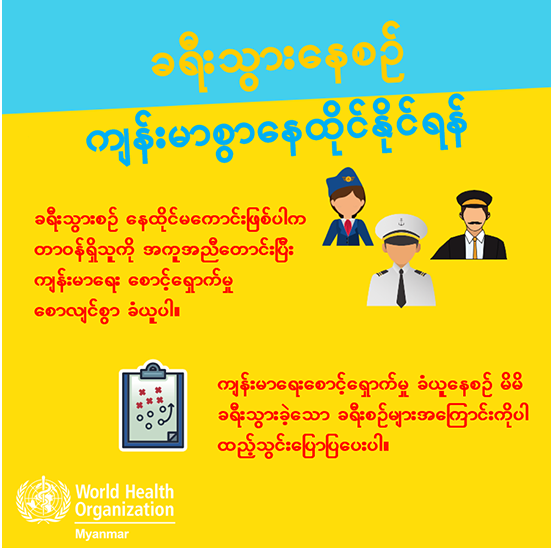 ခရီးသွားနေစဉ်
ကျန်းမာစွာနေထိုင်နိုင်ရန်
ခရီးသွားစဉ် နေထိုင်မကောင်းဖြစ်ပါက
တာဝန်ရှိသူကို အကူအညီတောင်းပြီး
ကျန်းမာရေး စောင့်ရှောက်မှု
စောလျင်စွာ ခံယူပါ။
ကျန်းမာရေးစောင့်ရှောက်မှု ခံယူနေစဉ် မိမိ
ခရီးသွားခဲ့သော ခရီးစဉ်များအကြောင်းကိုပါ
ထည့်သွင်းပြောပြပေးပါ။
World Health
Organization
Myanmar